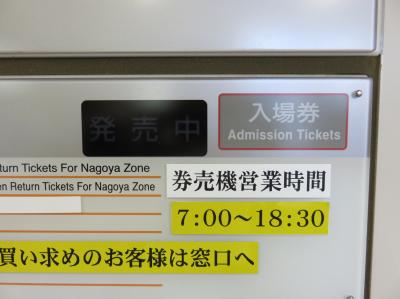 発売中
入場券
Admission Tickets
turn Tickets For Nagoya Zone
en Return Tickets For Nagoya Zone
券売機営業時間
7:00～18:30
買い求めのお客様は窓口へ